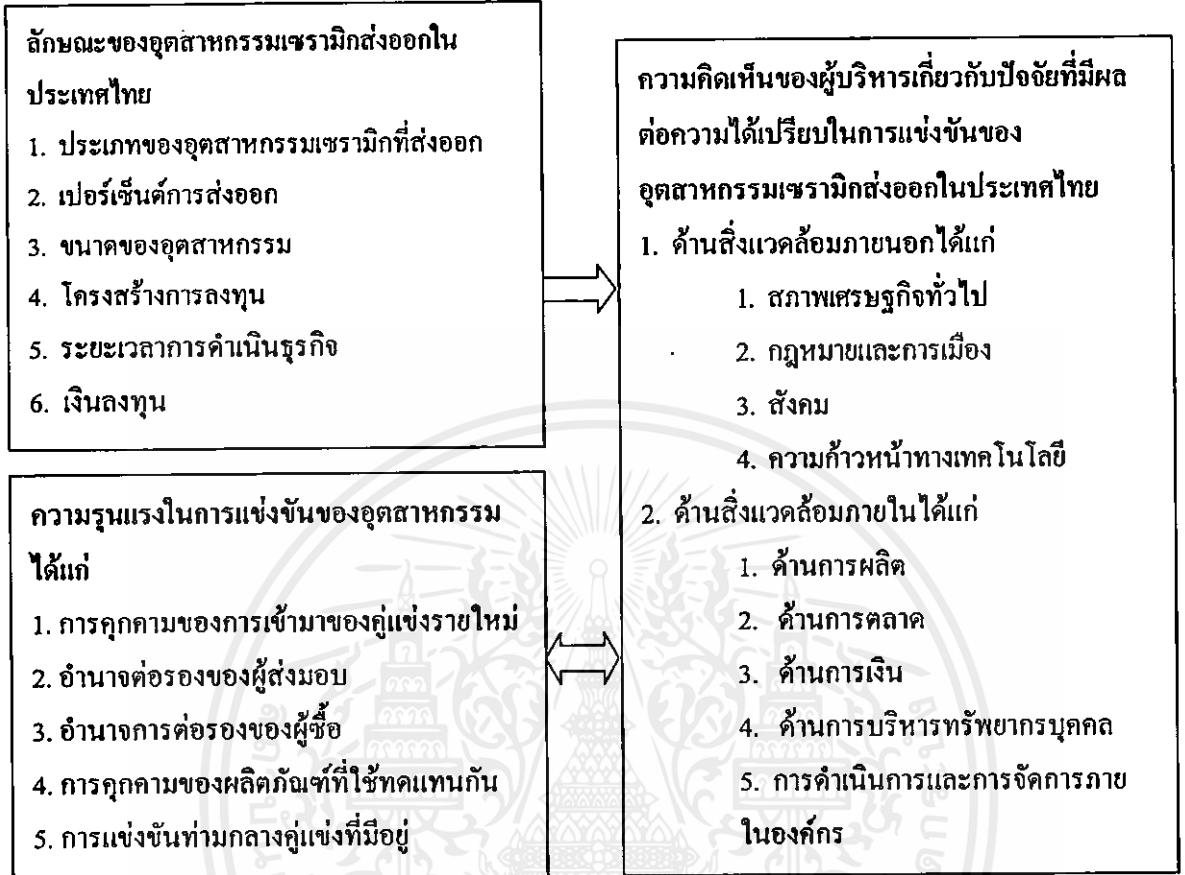 ลักษณะของอุตสาหกรรมเซรามิกส่งออกใน
ประเทศไทย
1. ประเภทของอุตสาหกรรมเซรามิกที่ส่งออก
2. เปอร์เซ็นต์การส่งออก
3. ขนาดของอุตสาหกรรม
4. โครงสร้างการลงทุน
5. ระยะเวลาการดำเนินธุรกิจ
6. เงินลงทุน
ความรุนแรงในการแข่งขันของอุตสาหกรรม
ได้แก่
1. การคุกคามของการเข้ามาของคู่แข่งรายใหม่
2. อำนาจต่อรองของผู้ส่งมอบ
3. อำนาจการต่อรองของผู้ซื้อ
4. การคุกคามของผลิตภัณฑ์ที่ใช้ทดแทนกัน
5. การแข่งขันท่ามกลางคู่แข่งที่มีอยู่
ความคิดเห็นของผู้บริหารเกี่ยวกับปัจจัยที่มีผล
ต่อความได้เปรียบในการแข่งขันของ
อุตสาหกรรมเซรามิกส่งออกในประเทศไทย
1. ด้านสิ่งแวดล้อมภายนอกได้แก่
1. สภาพเศรษฐกิจทั่วไป
2. กฎหมายและการเมือง
3. สังคม
4. ความก้าวหน้าทางเทคโนโลยี
2. ด้านสิ่งแวดล้อมภายในได้แก่
1. ด้านการผลิต
2. ด้านการตลาด
3. ด้านการเงิน
4. ด้านการบริหารทรัพยากรบุคคล
5. การดำเนินการและการจัดการภาย
ในองค์กร